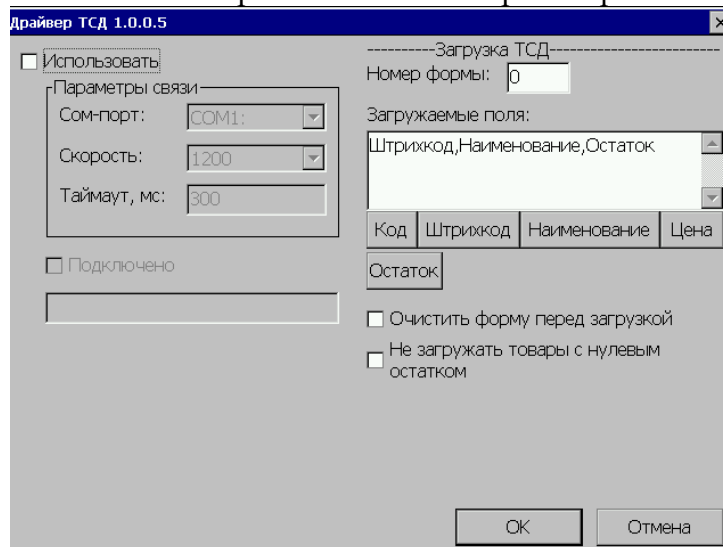 Драйвер ТСД 1.0.0.5
Использовать
Параметры связи
Сом-порт: COM1:
Скорость: 1200
Таймаут, мс: 300
Подключено
----------Загрузка ТСД--------------------
Номер формы: 0
Загружаемые поля:
Штрихкод,Наименование,Остаток
Код Штрихкод Наименование Цена
Остаток
Очистить форму перед загрузкой
Не загружать товары с нулевым
остатком
OK Отмена